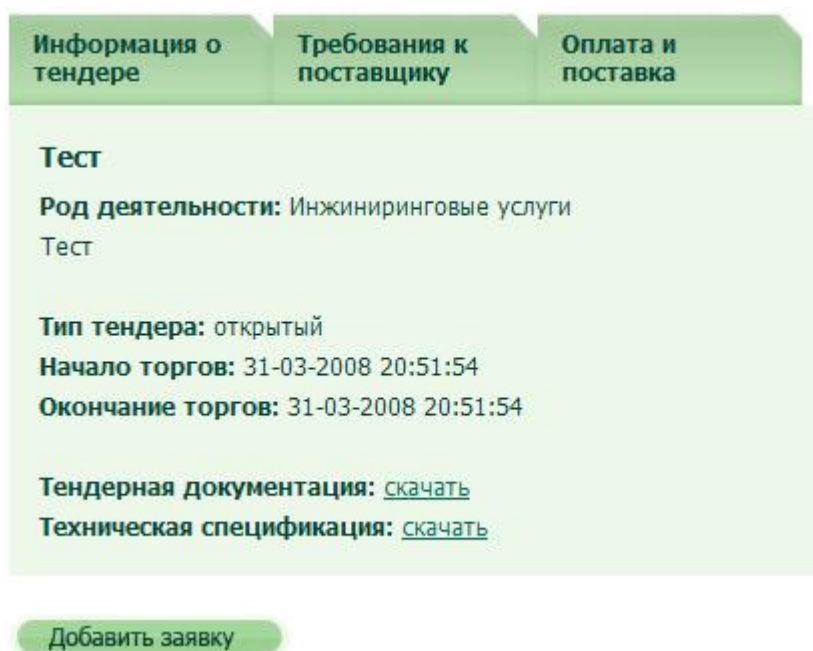 Информация о тендере
Требования к поставщику
Оплата и поставка
Тест
Род деятельности: Инжиниринговые услуги
Тест
Тип тендера: открытый
Начало торгов: 31-03-2008 20:51:54
Окончание торгов: 31-03-2008 20:51:54
Тендерная документация: скачать
Техническая спецификация: скачать
Добавить заявку